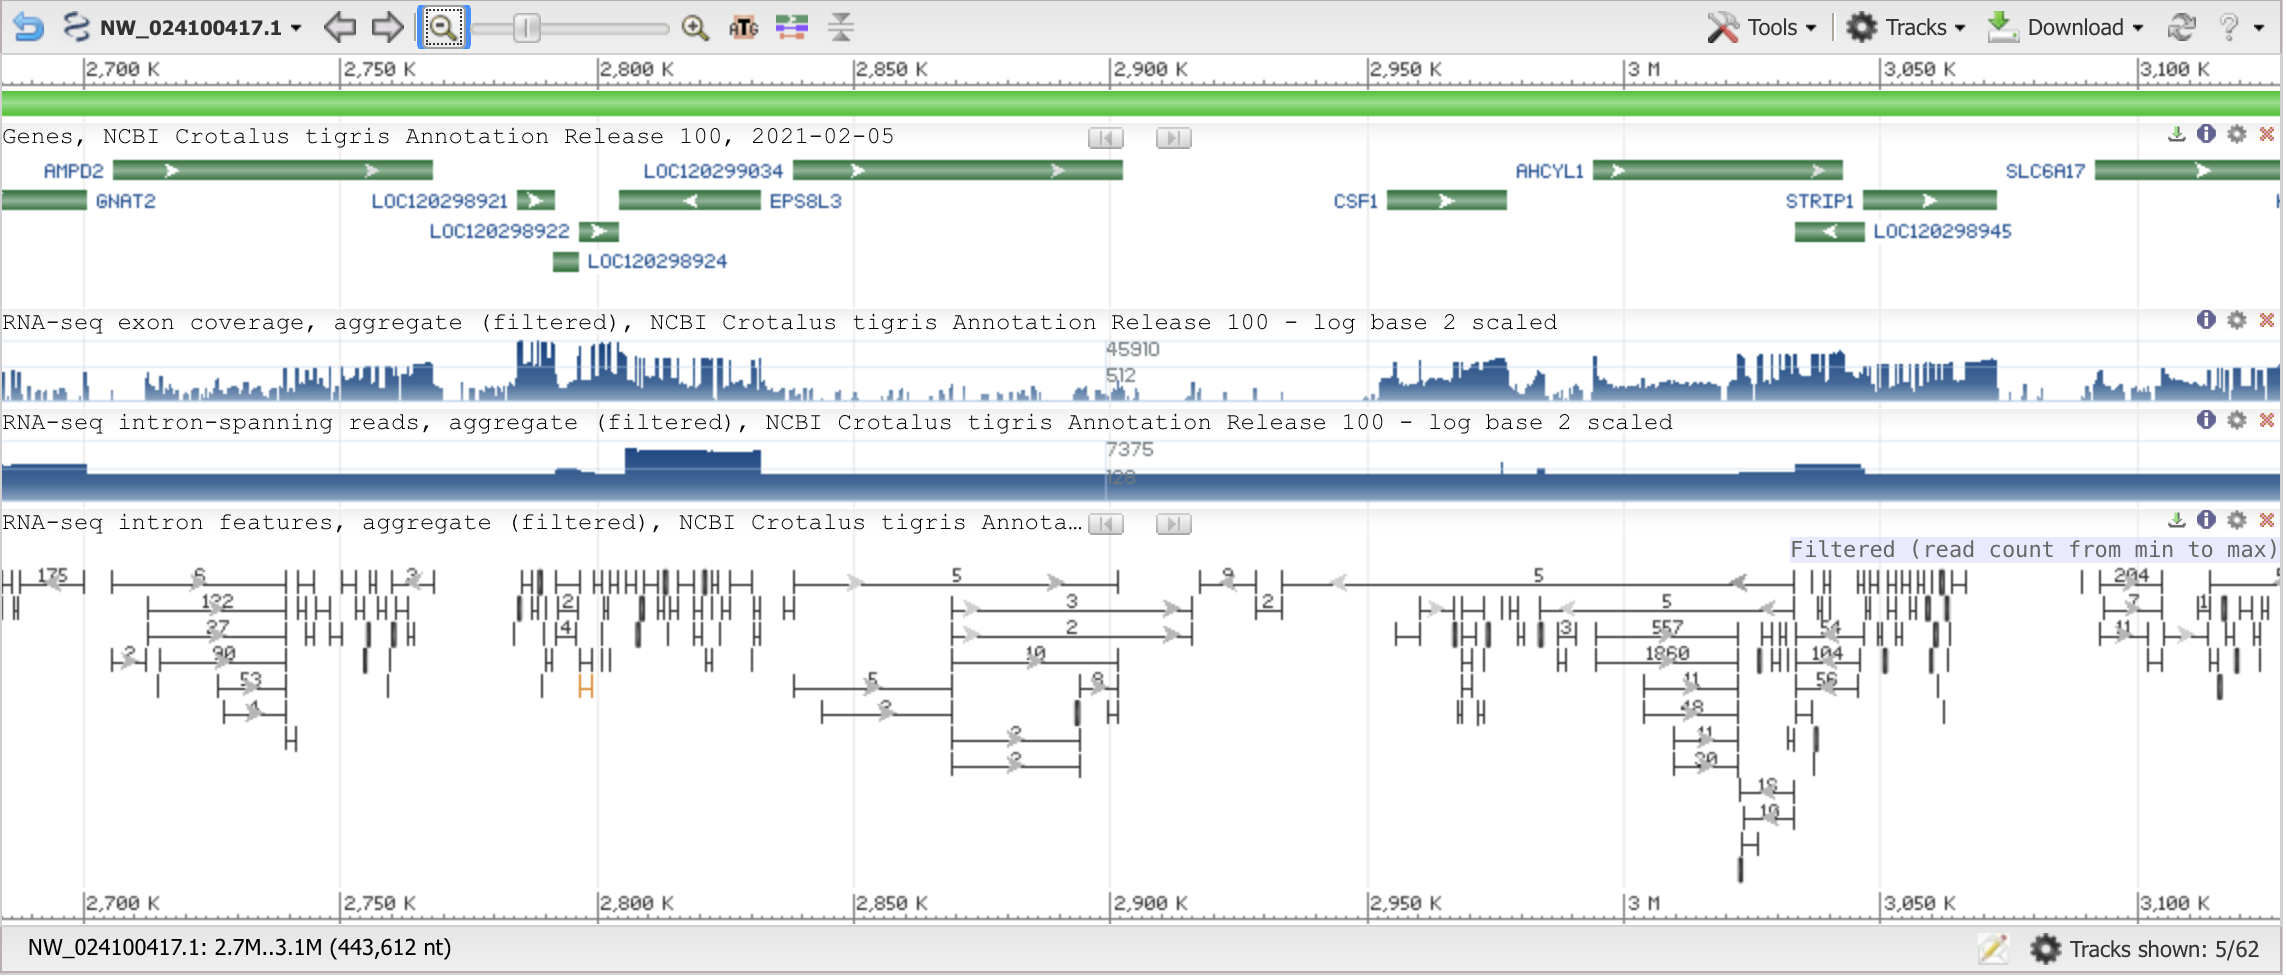 NW_024100417.1 ATG Tools Tracks Download ?
2,700 K 2,750 K 2,800 K 2,850 K 2,900 K 2,950 K 3 M 3,050 K 3,100 K
Genes, NCBI Crotalus tigris Annotation Release 100, 2021-02-05
AMPD2 LOC120299034 AHCYL1 SLC6A17
GNAT2 LOC120298921 EPS8L3 CSF1 STRIP1
LOC120298922 LOC120298945
LOC120298924
RNA-seq exon coverage, aggregate (filtered), NCBI Crotalus tigris Annotation Release 100 - log base 2 scaled
45910
512
RNA-seq intron-spanning reads, aggregate (filtered), NCBI Crotalus tigris Annotation Release 100 - log base 2 scaled
7375
128
RNA-seq intron features, aggregate (filtered), NCBI Crotalus tigris Annota...
Filtered (read count from min to max)
175 6 3 5 9 5 204
122 2 3 2 5 7 1
27 4 2 3 557 54 11
2 90 10 1860 104
53 5 8 11 56
4 2 48
2 11
2 30
18
19
2,700 K 2,750 K 2,800 K 2,850 K 2,900 K 2,950 K 3 M 3,050 K 3,100 K
NW_024100417.1: 2.7M..3.1M (443,612 nt) Tracks shown: 5/62